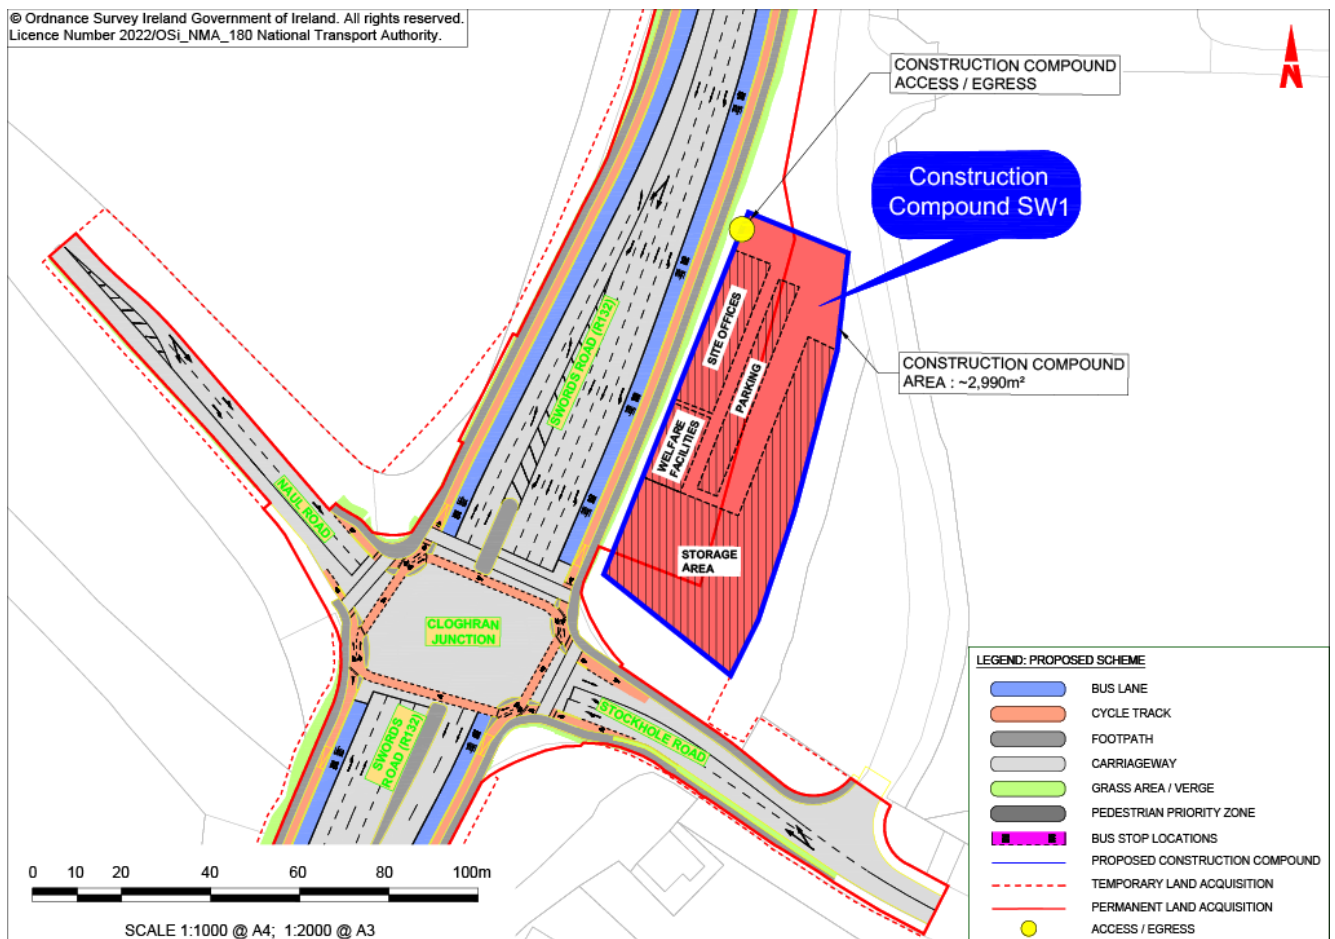 © Ordnance Survey Ireland Government of Ireland. All rights reserved.
Licence Number 2022/OSi_NMA_180 National Transport Authority.
CONSTRUCTION COMPOUND
ACCESS / EGRESS
N
Construction
Compound SW1
SITE OFFICES
SWORDS ROAD (R132)
CONSTRUCTION COMPOUND
AREA : ~2,990m²
PARKING
WELFARE
FACILITIES
NAUL ROAD
STORAGE
AREA
CLOGHRAN
JUNCTION
SWORDS
ROAD (R132)
STOCKHOLE ROAD
LEGEND: PROPOSED SCHEME
BUS LANE
CYCLE TRACK
FOOTPATH
CARRIAGEWAY
GRASS AREA / VERGE
PEDESTRIAN PRIORITY ZONE
BUS STOP LOCATIONS
PROPOSED CONSTRUCTION COMPOUND
TEMPORARY LAND ACQUISITION
PERMANENT LAND ACQUISITION
ACCESS / EGRESS
0 10 20 40 60 80 100m
SCALE 1:1000 @ A4; 1:2000 @ A3